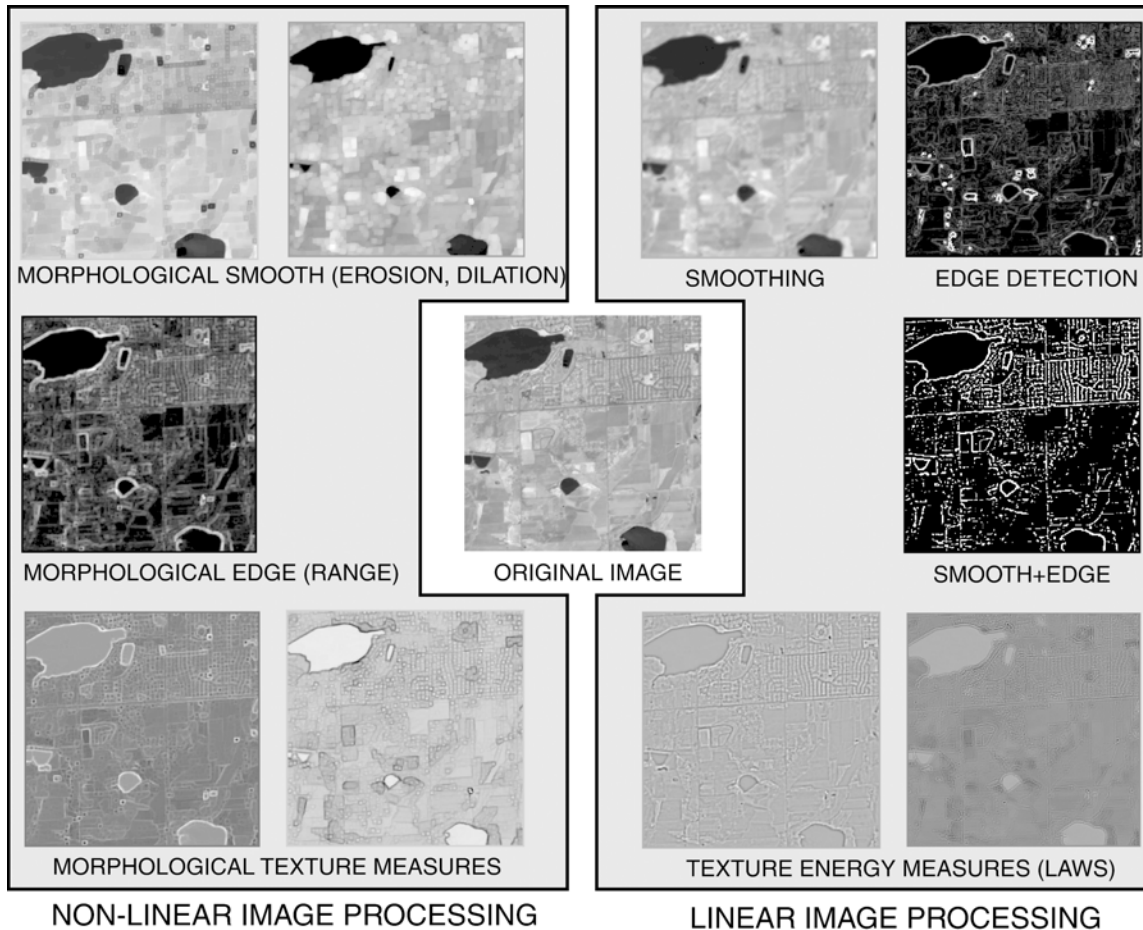 MORPHOLOGICAL SMOOTH (EROSION, DILATION)
SMOOTHING
EDGE DETECTION
MORPHOLOGICAL EDGE (RANGE)
ORIGINAL IMAGE
SMOOTH+EDGE
MORPHOLOGICAL TEXTURE MEASURES
TEXTURE ENERGY MEASURES (LAWS)
NON-LINEAR IMAGE PROCESSING
LINEAR IMAGE PROCESSING